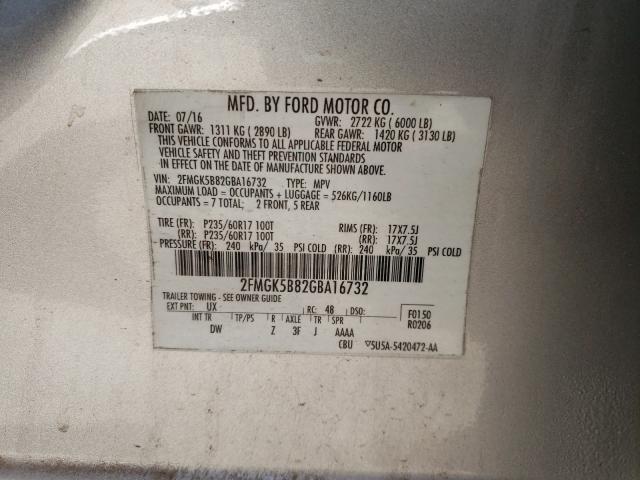 MFD. BY FORD MOTOR CO.
DATE: 07/16 GVWR: 2722 KG ( 6000 LB)
FRONT GAWR: 1311 KG ( 2890 LB) REAR GAWR: 1420 KG ( 3130 LB)
THIS VEHICLE CONFORMS TO ALL APPLICABLE FEDERAL MOTOR
VEHICLE SAFETY AND THEFT PREVENTION STANDARDS
IN EFFECT ON THE DATE OF MANUFACTURE SHOWN ABOVE.
VIN: 2FMGK5B82GBA16732 TYPE: MPV
MAXIMUM LOAD = OCCUPANTS + LUGGAGE = 526KG/1160LB
OCCUPANTS = 7 TOTAL; 2 FRONT, 5 REAR
TIRE (FR): P235/60R17 100T RIMS (FR): 17X7.5J
(RR): P235/60R17 100T (RR): 17X7.5J
PRESSURE (FR): 240 kPa/ 35 PSI COLD (RR): 240 kPa/ 35 PSI COLD
2FMGK5B82GBA16732
TRAILER TOWING - SEE OWNER GUIDE
EXT PNT: UX RC: 48 DSO: F0150
INT TR TP/PS R AXLE TR SPR R0206
DW Z 3F J AAAA
CBU ▽5U5A-5420472-AA